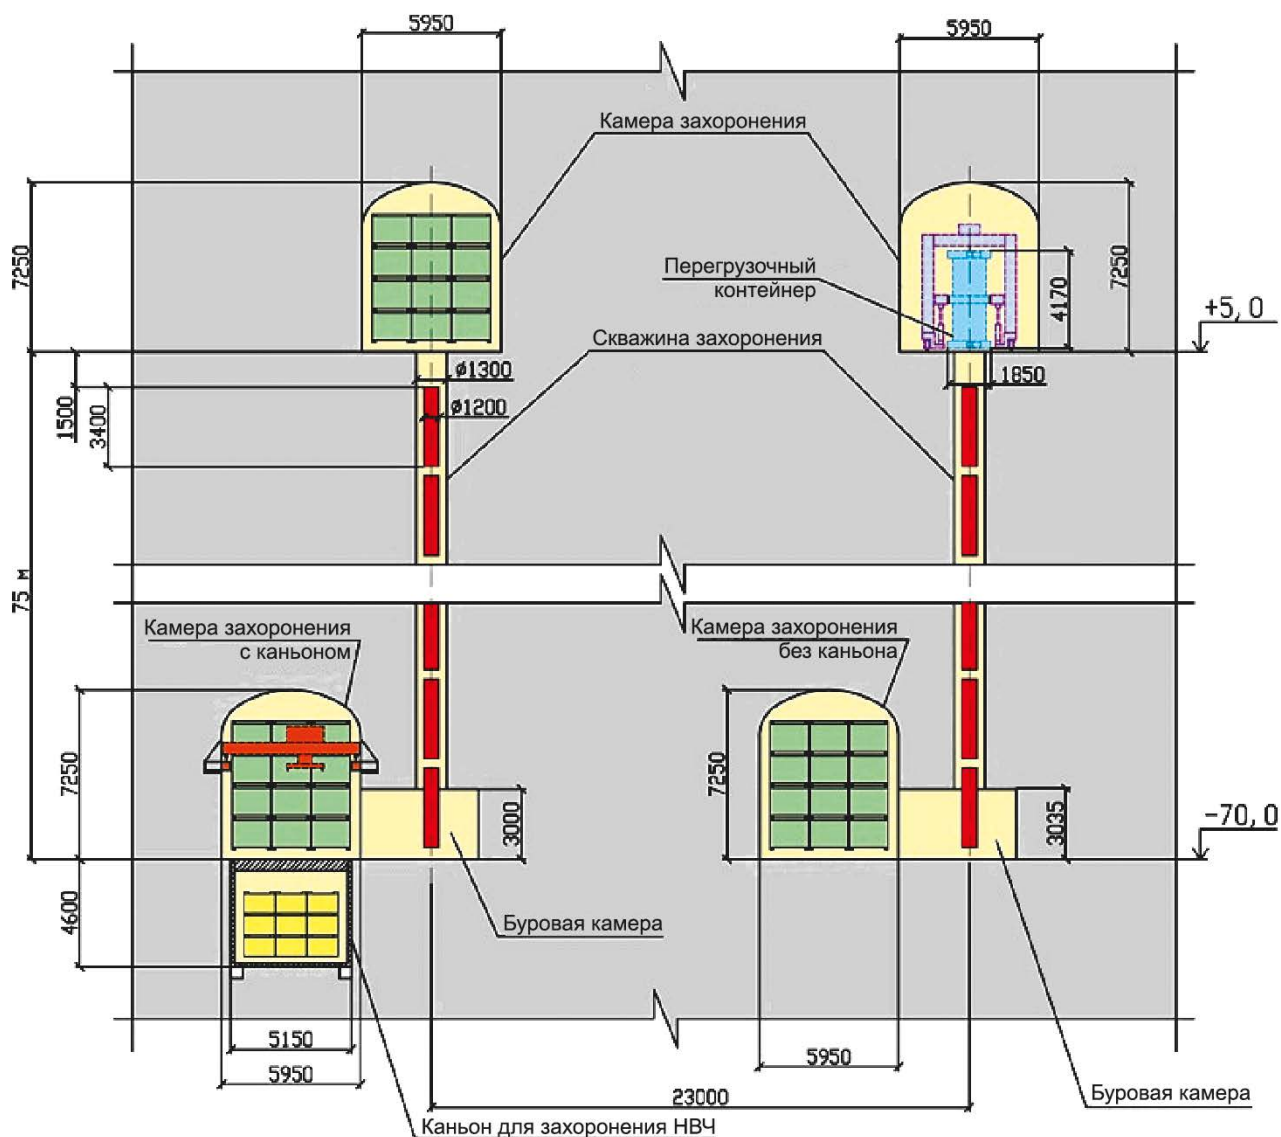 5950
5950
Камера захоронения
7250
Перегрузочный
контейнер
4170
7250
+5,0
Скважина захоронения
ø1300
1850
1500
3400
ø1200
75 м
Камера захоронения
с каньоном
Камера захоронения
без каньона
7250
3000
7250
3035
-70,0
4600
Буровая камера
5150
5950
5950
23000
Буровая камера
Каньон для захоронения НВЧ